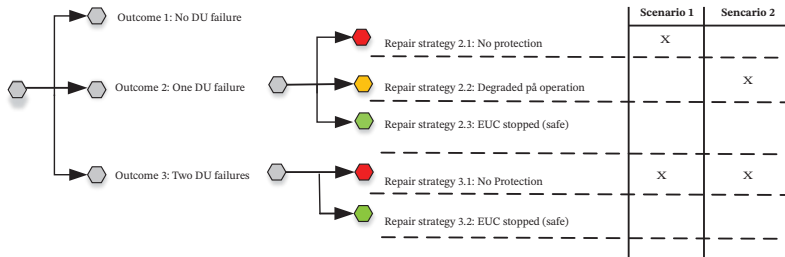 Scenario 1 Sencario 2
Outcome 1: No DU failure
Repair strategy 2.1: No protection X
Outcome 2: One DU failure Repair strategy 2.2: Degraded på operation X
Repair strategy 2.3: EUC stopped (safe)
Outcome 3: Two DU failures Repair strategy 3.1: No Protection X X
Repair strategy 3.2: EUC stopped (safe)